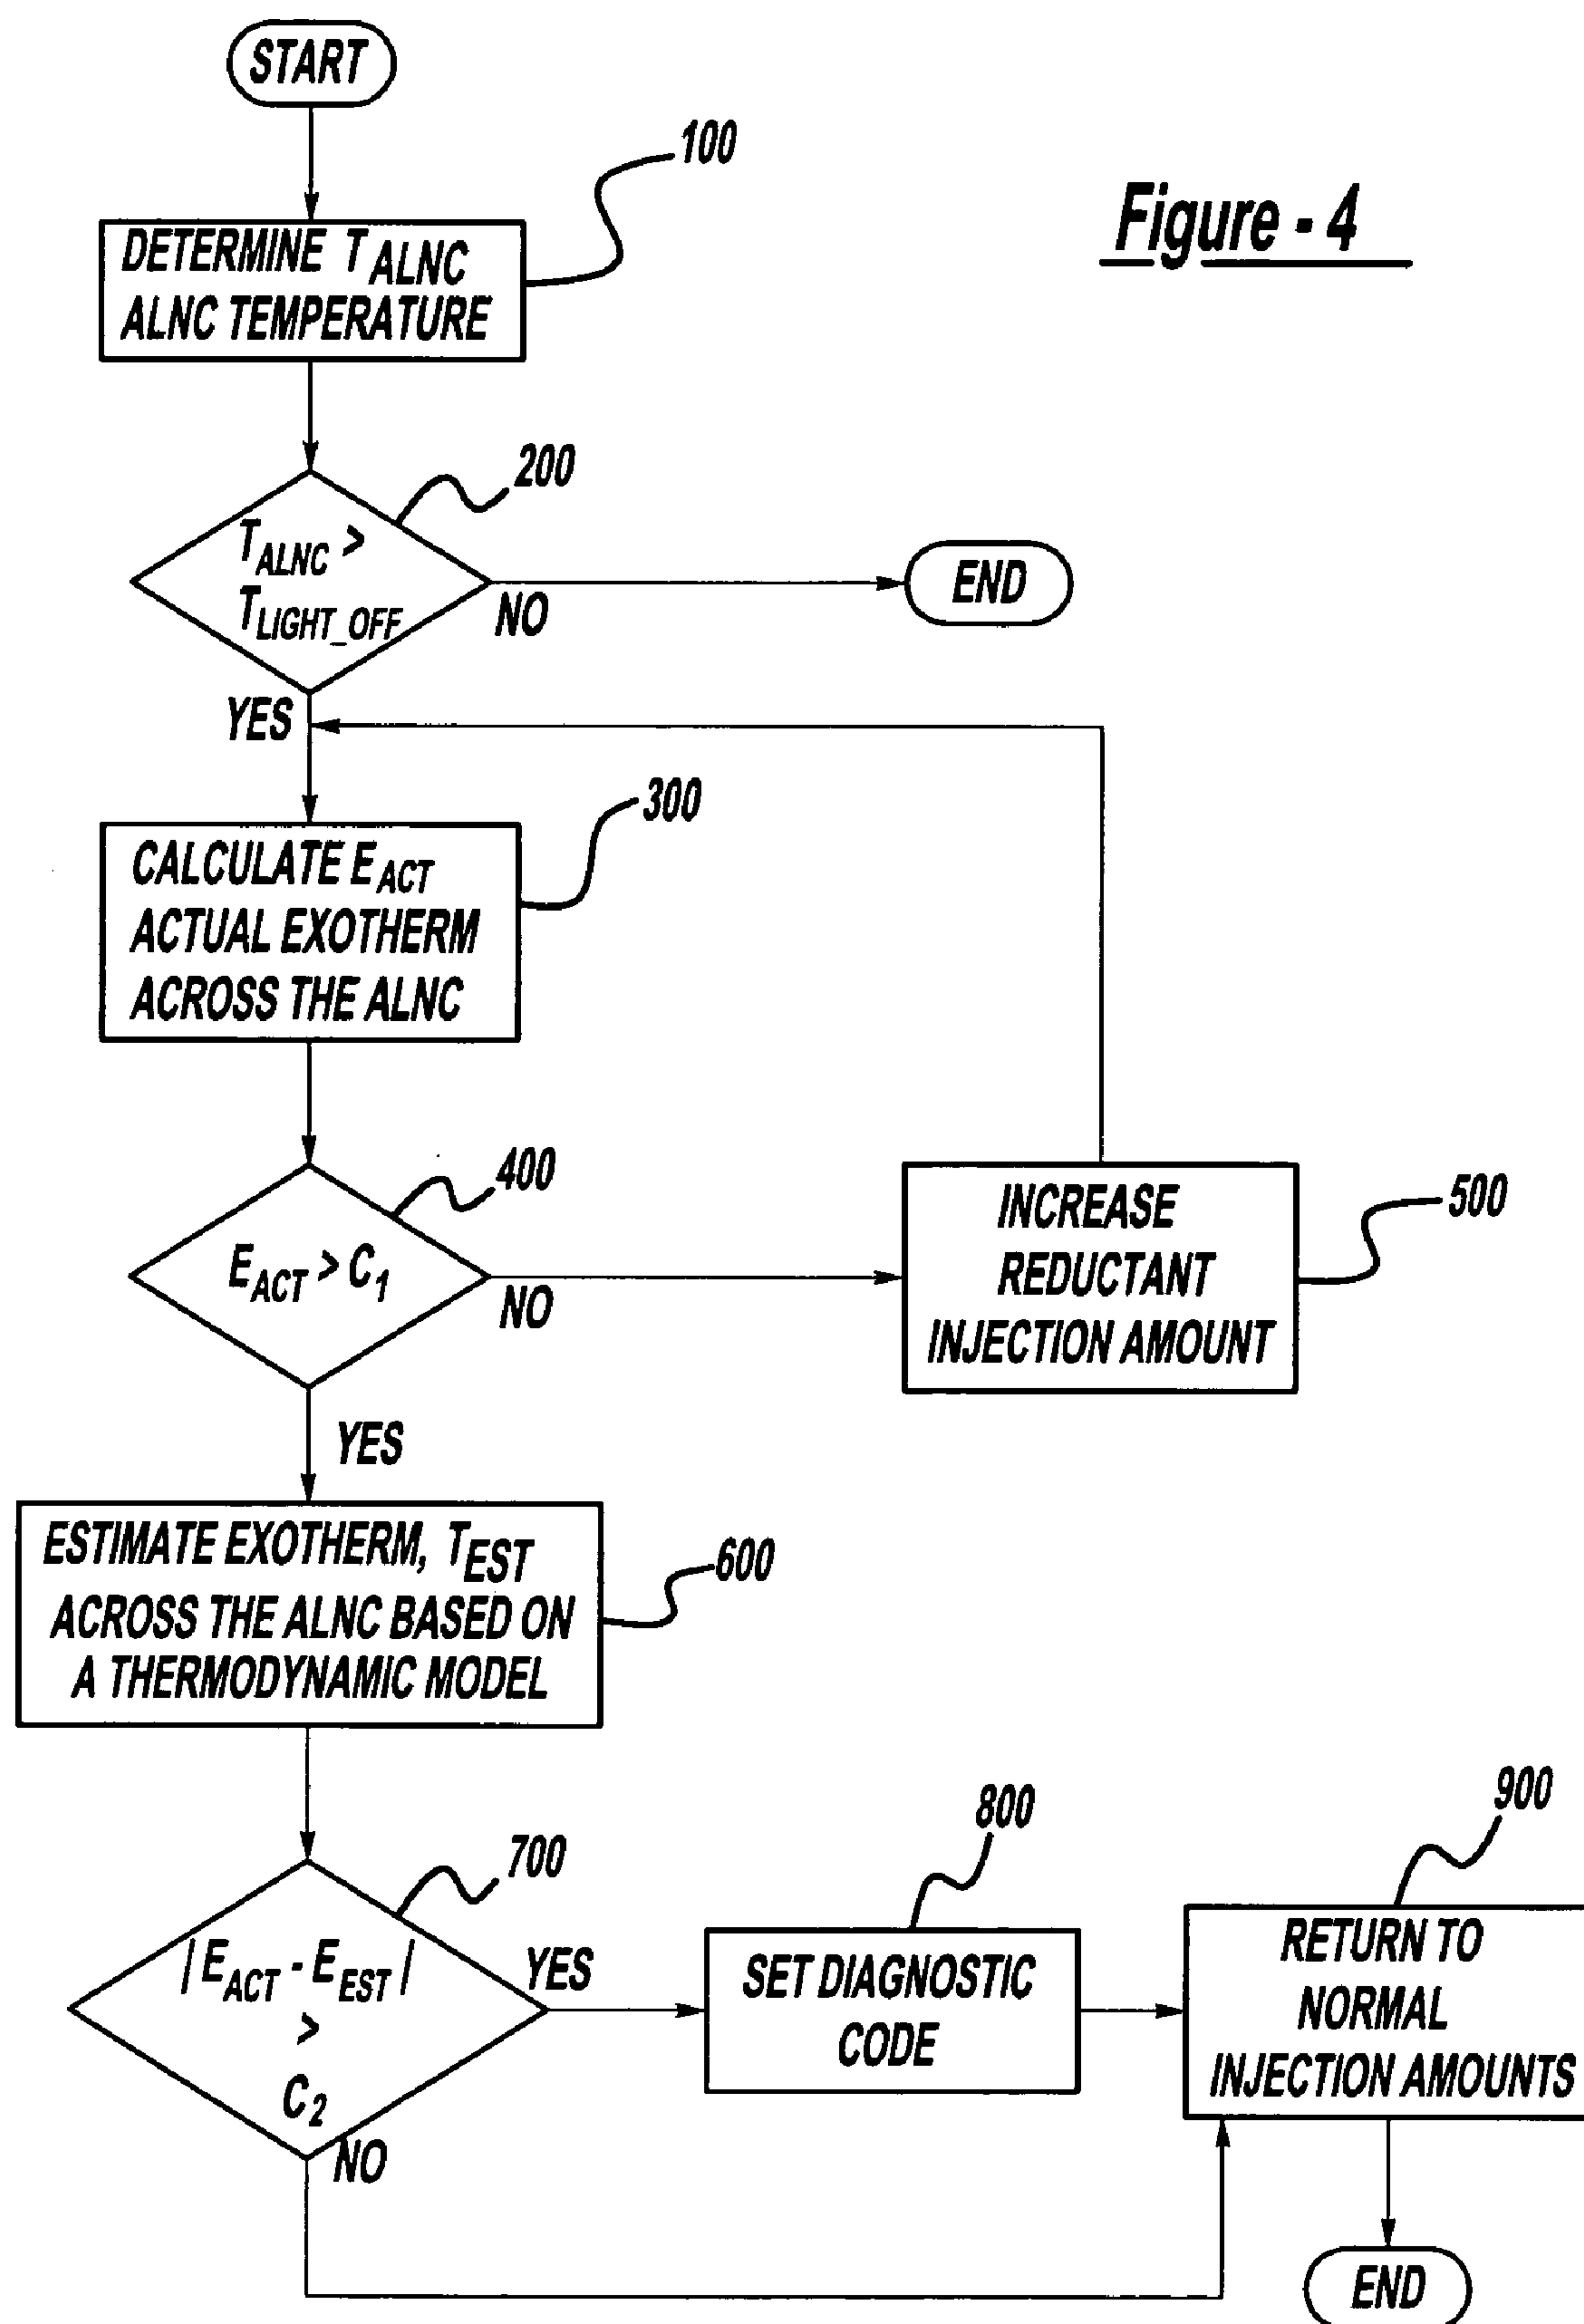 START
100
Figure - 4
DETERMINE T ALNC
ALNC TEMPERATURE
200
T ALNC >
T LIGHT_OFF
NO
END
YES
300
CALCULATE E ACT
ACTUAL EXOTHERM
ACROSS THE ALNC
400
E ACT > C 1
NO
INCREASE
REDUCTANT
INJECTION AMOUNT
500
YES
ESTIMATE EXOTHERM, T EST
ACROSS THE ALNC BASED ON
A THERMODYNAMIC MODEL
600
700
| E ACT - E EST |
>
C 2
YES
NO
800
SET DIAGNOSTIC
CODE
900
RETURN TO
NORMAL
INJECTION AMOUNTS
END